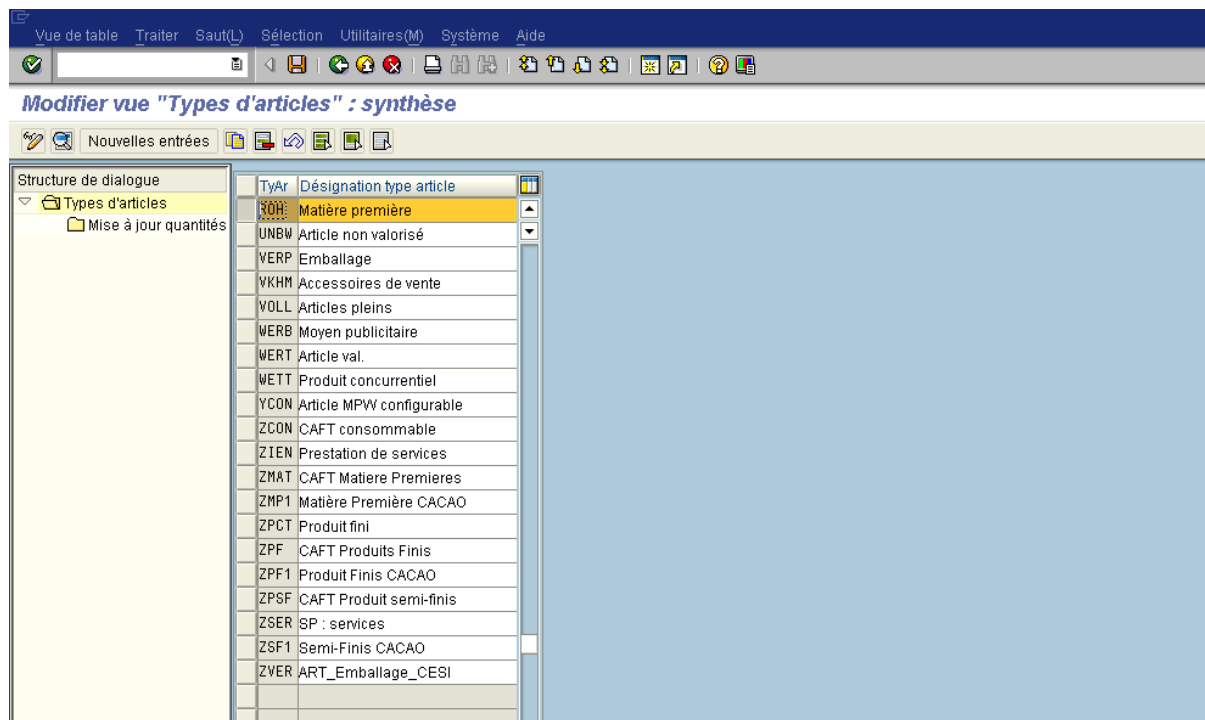 Vue de table Traiter Saut(L) Sélection Utilitaires(M) Système Aide
Modifier vue "Types d'articles" : synthèse
Nouvelles entrées
Structure de dialogue
Types d'articles
Mise à jour quantités
TyAr Désignation type article
ROH Matière première
UNBW Article non valorisé
VERP Emballage
VKHM Accessoires de vente
VOLL Articles pleins
WERB Moyen publicitaire
WERT Article val.
WETT Produit concurrentiel
YCON Article MPW configurable
ZCON CAFT consommable
ZIEN Prestation de services
ZMAT CAFT Matiere Premieres
ZMP1 Matière Première CACAO
ZPCT Produit fini
ZPF CAFT Produits Finis
ZPF1 Produit Finis CACAO
ZPSF CAFT Produit semi-finis
ZSER SP : services
ZSF1 Semi-Finis CACAO
ZVER ART_Emballage_CESI